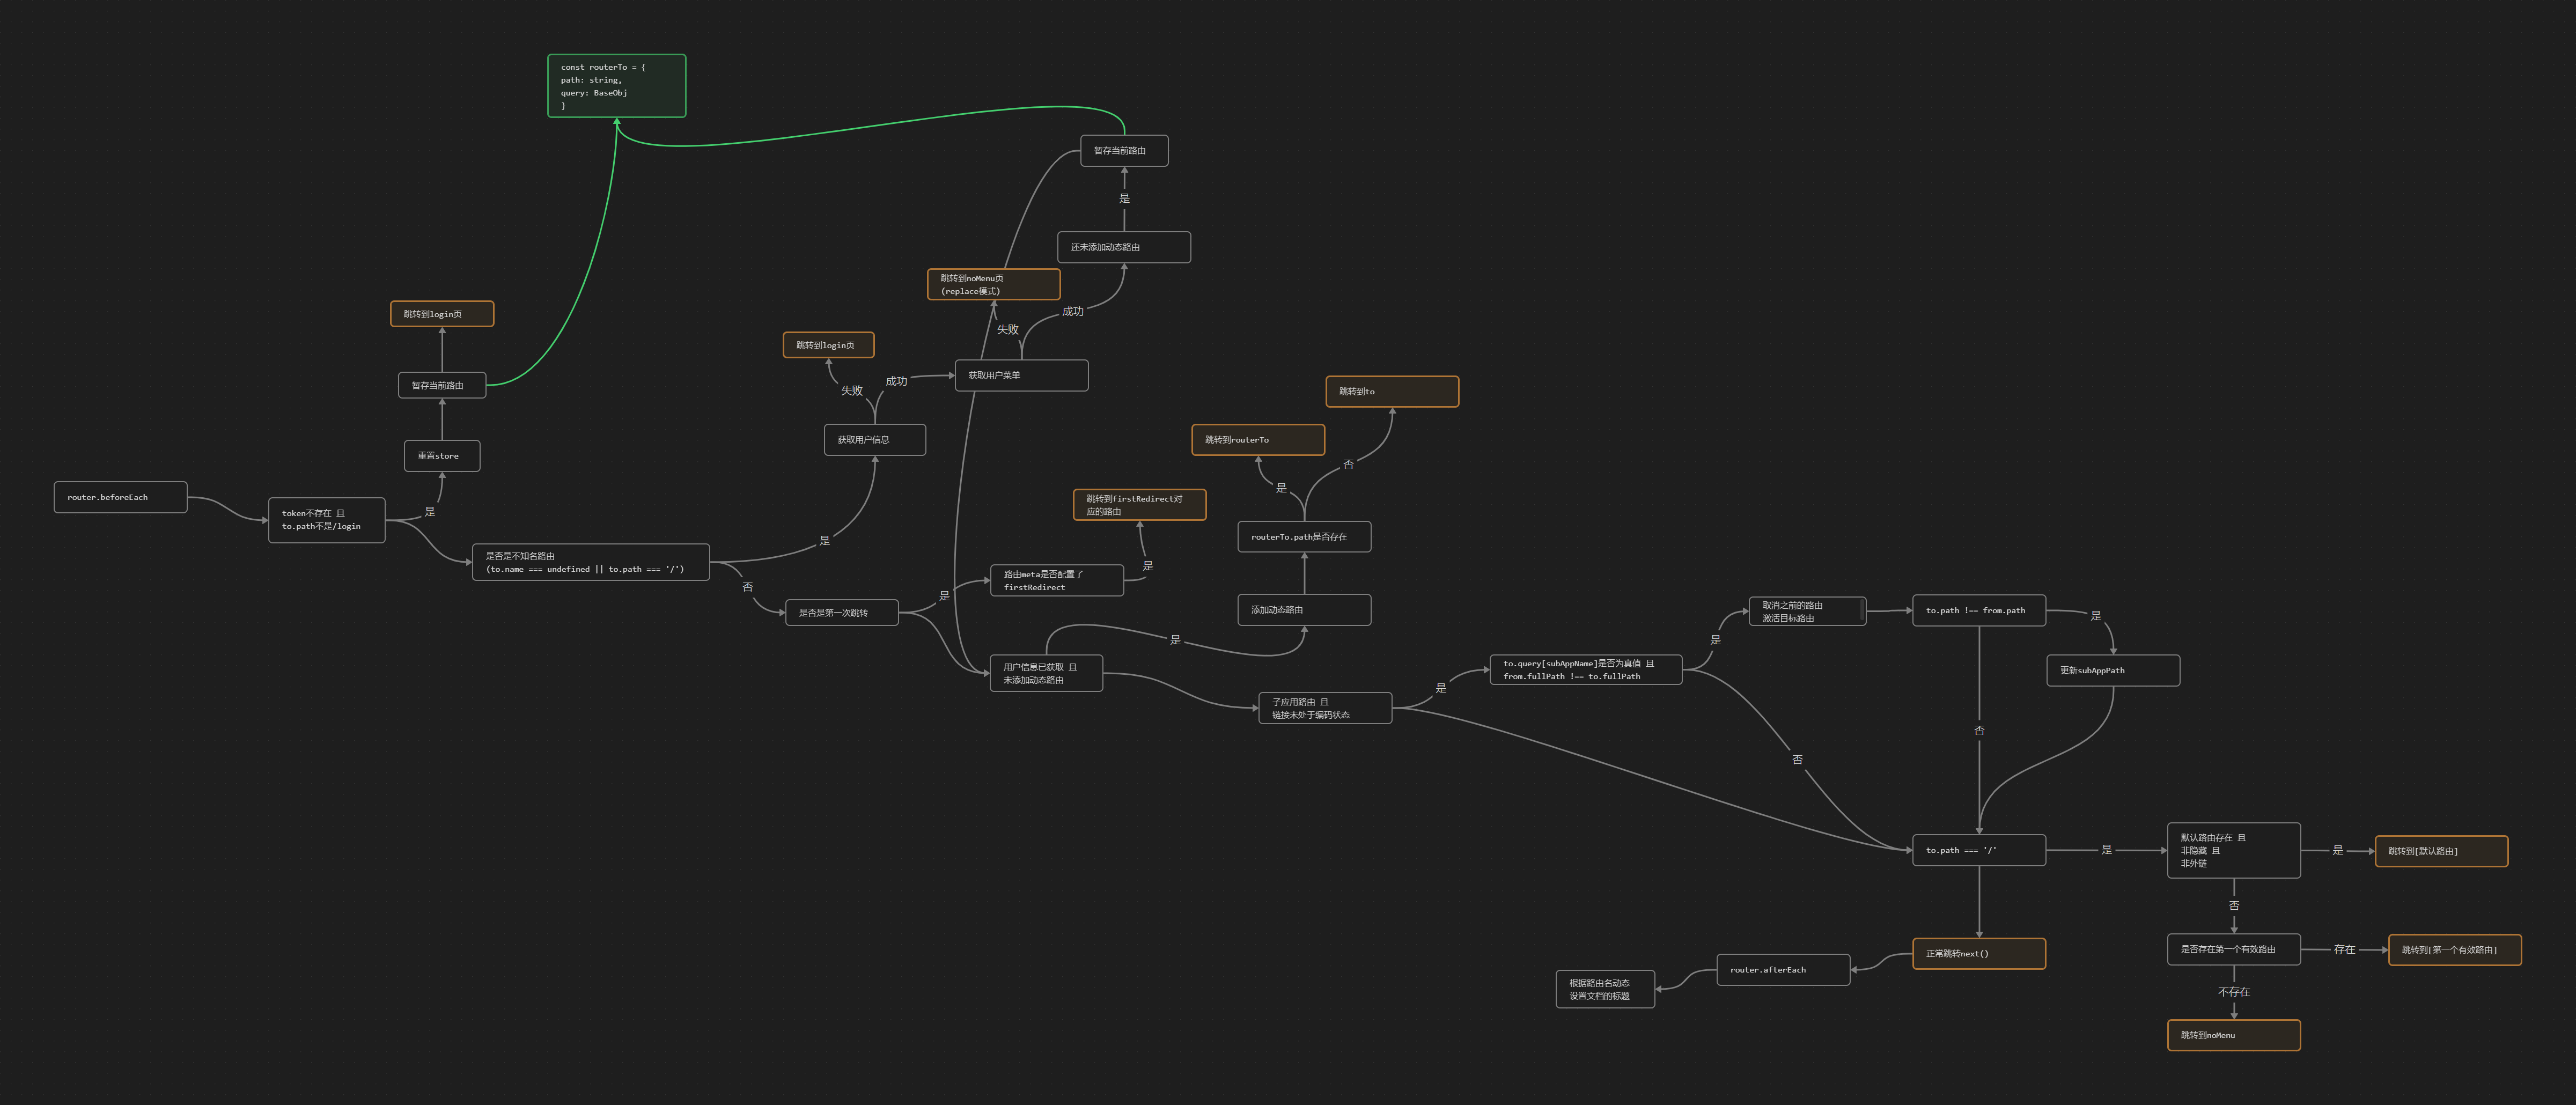 const routerTo = {
path: string,
query: BaseObj
}
暂存当前路由
是
还未添加动态路由
跳转到noMenu页
(replace模式)
成功
失败
跳转到login页
跳转到login页
获取用户菜单
成功
失败
暂存当前路由
跳转到to
获取用户信息
跳转到routerTo
重置store
否
是
router.beforeEach
跳转到firstRedirect对
应的路由
token不存在 且
to.path不是/login
是
routerTo.path是否存在
是
是否是不知名路由
(to.name === undefined || to.path === '/')
是
否
路由meta是否配置了
firstRedirect
是
是否是第一次跳转
添加动态路由
取消之前的路由
激活目标路由
to.path !== from.path
是
是
是
用户信息已获取 且
未添加动态路由
to.query[subAppName]是否为真值 且
from.fullPath !== to.fullPath
更新subAppPath
是
子应用路由 且
链接未处于编码状态
否
否
to.path === '/'
是
默认路由存在 且
非隐藏 且
非外链
是
跳转到[默认路由]
否
正常跳转next()
是否存在第一个有效路由
存在
跳转到[第一个有效路由]
router.afterEach
根据路由名动态
设置文档的标题
不存在
跳转到noMenu